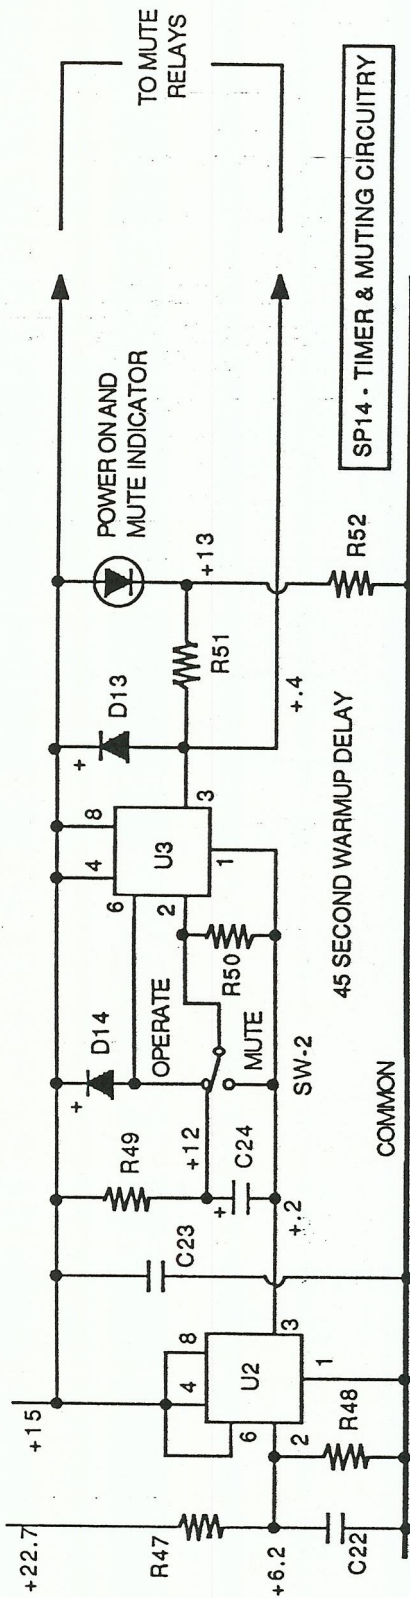 +22.7
+15
R47
+6.2
C22
R48
8
4
6
U2
2
3
1
C23
R49
+12
+
C24
+.2
+
D14
OPERATE
MUTE
SW-2
R50
8
4
6
U3
2
3
1
+
D13
R51
+13
+.4
R52
POWER ON AND
MUTE INDICATOR
TO MUTE
RELAYS
45 SECOND WARMUP DELAY
COMMON
SP14 - TIMER & MUTING CIRCUITRY